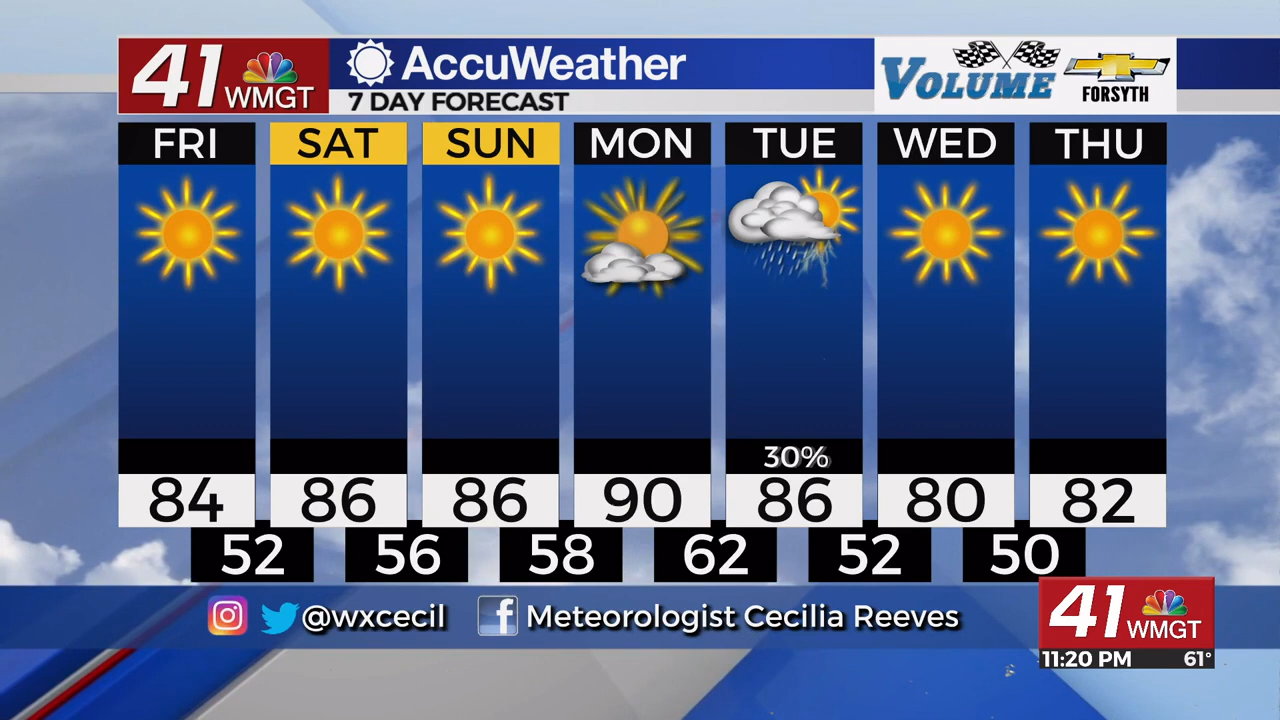 41 WMGT
AccuWeather
7 DAY FORECAST
VOLUME
FORSYTH
FRI SAT SUN MON TUE WED THU
30%
84 86 86 90 86 80 82
52 56 58 62 52 50
@wxcecil f Meteorologist Cecilia Reeves
41 WMGT
11:20 PM 61°